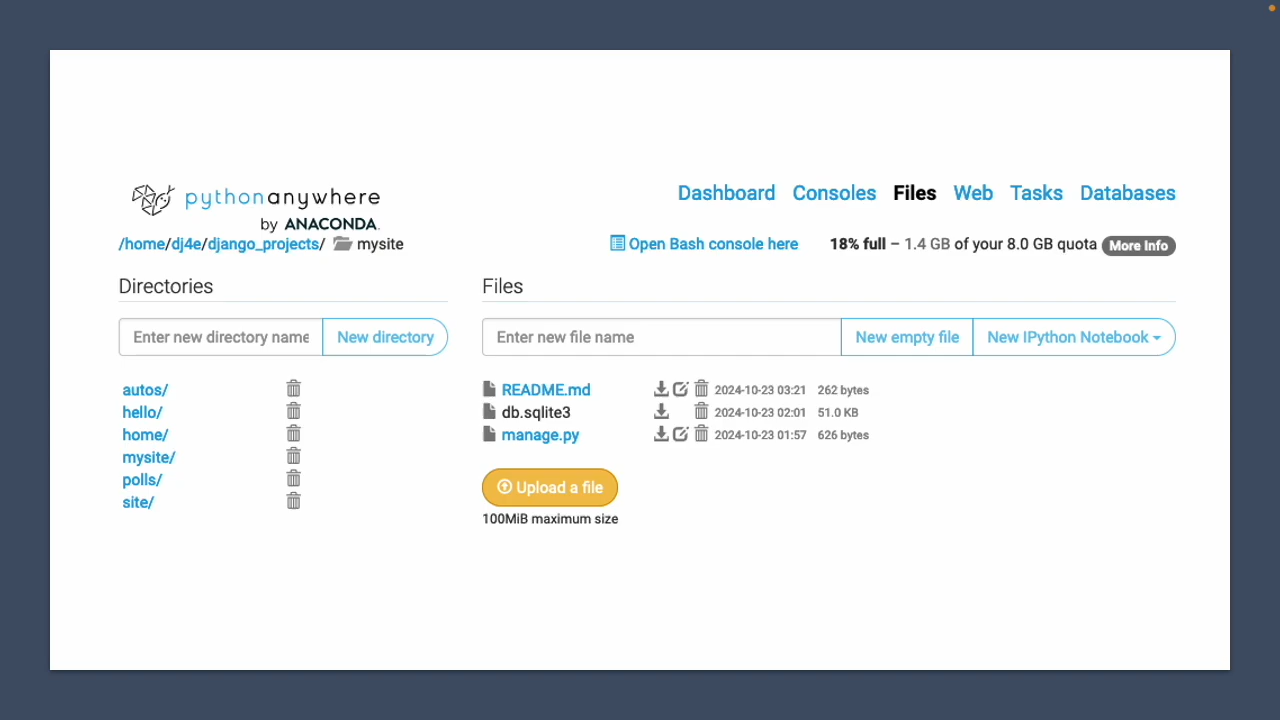 pythonanywhere
by ANACONDA.
Dashboard Consoles Files Web Tasks Databases
/home/dj4e/django_projects/ mysite
Open Bash console here 18% full – 1.4 GB of your 8.0 GB quota More Info
Directories
Files
Enter new directory name New directory
Enter new file name New empty file New IPython Notebook
autos/
hello/
home/
mysite/
polls/
site/
README.md 2024-10-23 03:21 262 bytes
db.sqlite3 2024-10-23 02:01 51.0 KB
manage.py 2024-10-23 01:57 626 bytes
Upload a file
100MiB maximum size